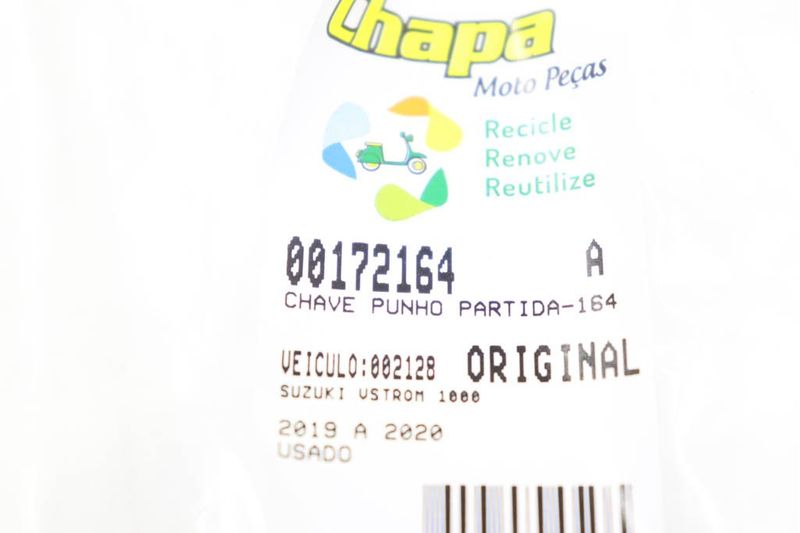 Chapa
Moto Peças
Recicle
Renove
Reutilize
00172164 A
CHAVE PUNHO PARTIDA-164
VEICULO:002128 ORIGINAL
SUZUKI VSTROM 1000
2019 A 2020
USADO